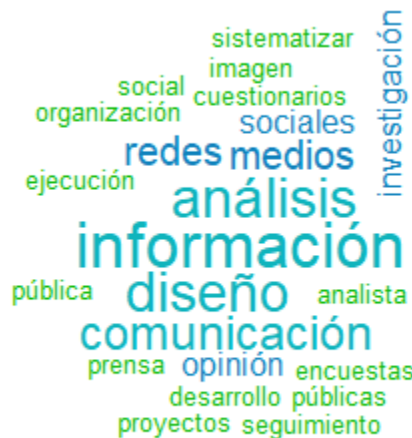 sistematizar
imagen
social cuestionarios
organización
sociales
investigación
redes medios
ejecución
análisis
información
pública diseño analista
comunicación
prensa opinión encuestas
desarrollo públicas
proyectos seguimiento